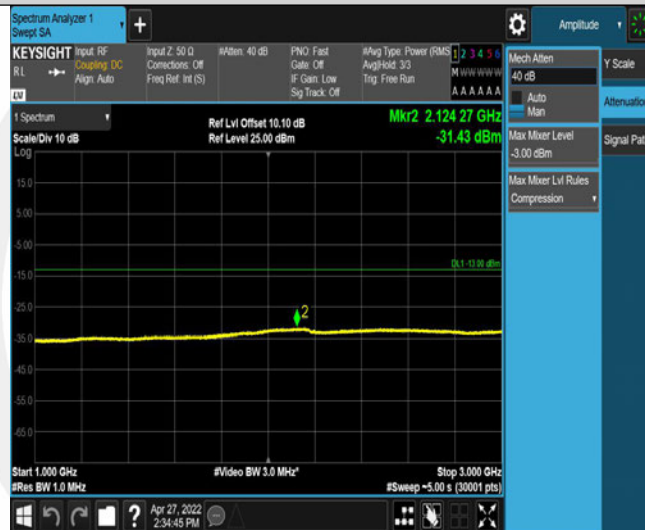 Spectrum Analyzer 1
Swept SA
Amplitude
KEYSIGHT
RL
LXI
Input: RF
Coupling: DC
Align: Auto
Input Z: 50 Ω
Corrections: Off
Freq Ref: Int (S)
#Atten: 40 dB
PNO: Fast
Gate: Off
IF Gain: Low
Sig Track: Off
#Avg Type: Power (RMS
Avg|Hold: 3/3
Trig: Free Run
1 2 3 4 5 6
M W W W W W
A A A A A A
Mech Atten
40 dB
Auto
Man
Max Mixer Level
-3.00 dBm
Max Mixer Lvl Rules
Compression
Y Scale
Attenuation
Signal Pat
1 Spectrum
Scale/Div 10 dB
Log
Ref Lvl Offset 10.10 dB
Ref Level 25.00 dBm
Mkr2 2.124 27 GHz
-31.43 dBm
15.0
5.00
-5.00
-15.0
-25.0
-35.0
-45.0
-55.0
-65.0
DL1 -13.00 dBm
2
Start 1.000 GHz
#Res BW 1.0 MHz
#Video BW 3.0 MHz*
Stop 3.000 GHz
#Sweep ~5.00 s (30001 pts)
?
Apr 27, 2022
2:34:45 PM